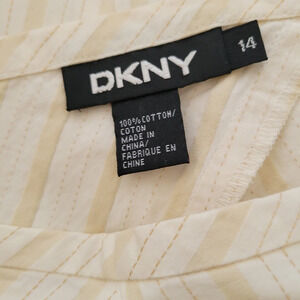 DKNY
14
100% COTTON/
COTON
MADE IN
CHINA/
FABRIQUE EN
CHINE